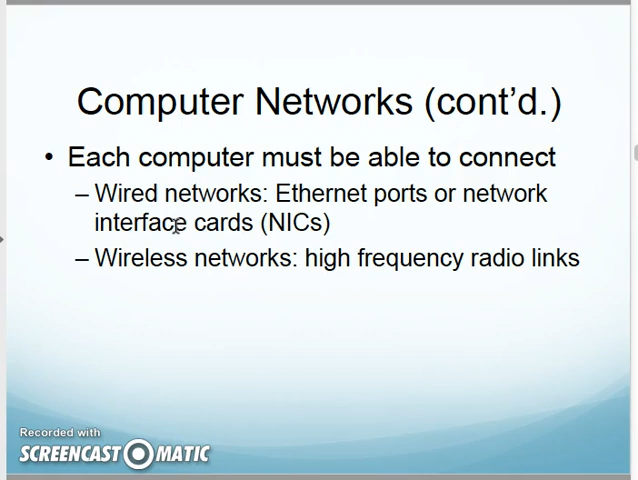 Computer Networks (cont’d.)
• Each computer must be able to connect
– Wired networks: Ethernet ports or network
interface cards (NICs)
– Wireless networks: high frequency radio links
Recorded with
SCREENCAST MATIC